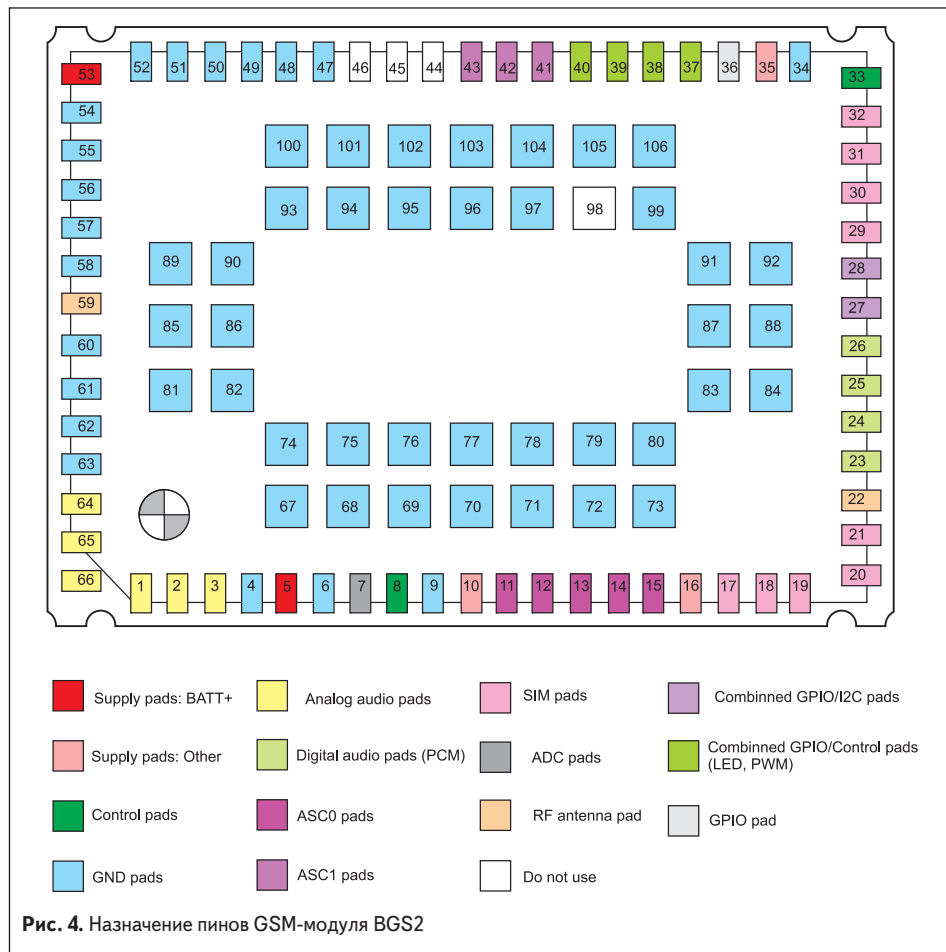 52 51 50 49 48 47 46 45 44 43 42 41 40 39 38 37 36 35 34
53
54
55
56
57
58
59
60
61
62
63
64
65
66
33
32
31
30
29
28
27
26
25
24
23
22
21
20
100 101 102 103 104 105 106
93 94 95 96 97 98 99
89 90 91 92
85 86 87 88
81 82 83 84
74 75 76 77 78 79 80
67 68 69 70 71 72 73
1 2 3 4 5 6 7 8 9 10 11 12 13 14 15 16 17 18 19
Supply pads: BATT+
Supply pads: Other
Control pads
GND pads
Analog audio pads
Digital audio pads (PCM)
ASC0 pads
ASC1 pads
SIM pads
ADC pads
RF antenna pad
Do not use
Combinned GPIO/I2C pads
Combinned GPIO/Control pads
(LED, PWM)
GPIO pad
Рис. 4. Назначение пинов GSM-модуля BGS2